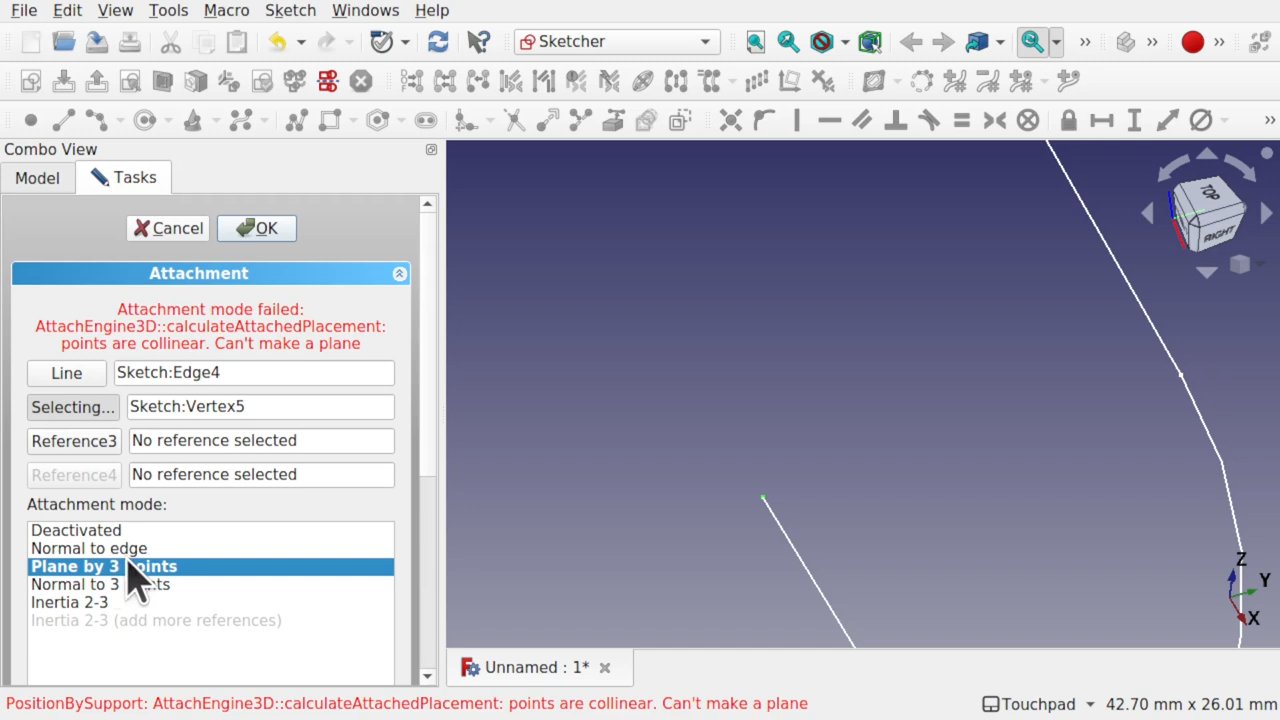 File Edit View Tools Macro Sketch Windows Help
Sketcher
Combo View
Model Tasks
Cancel OK
Attachment
Attachment mode failed:
AttachEngine3D::calculateAttachedPlacement:
points are collinear. Can't make a plane
Line Sketch:Edge4
Selecting... Sketch:Vertex5
Reference3 No reference selected
Reference4 No reference selected
Attachment mode:
Deactivated
Normal to edge
Plane by 3
Normal to 3
Inertia 2-3
Inertia 2-3 (add more references)
TOP
RIGHT
Z
Y
X
Unnamed : 1*
PositionBySupport: AttachEngine3D::calculateAttachedPlacement: points are collinear. Can't make a plane
Touchpad 42.70 mm x 26.01 mm